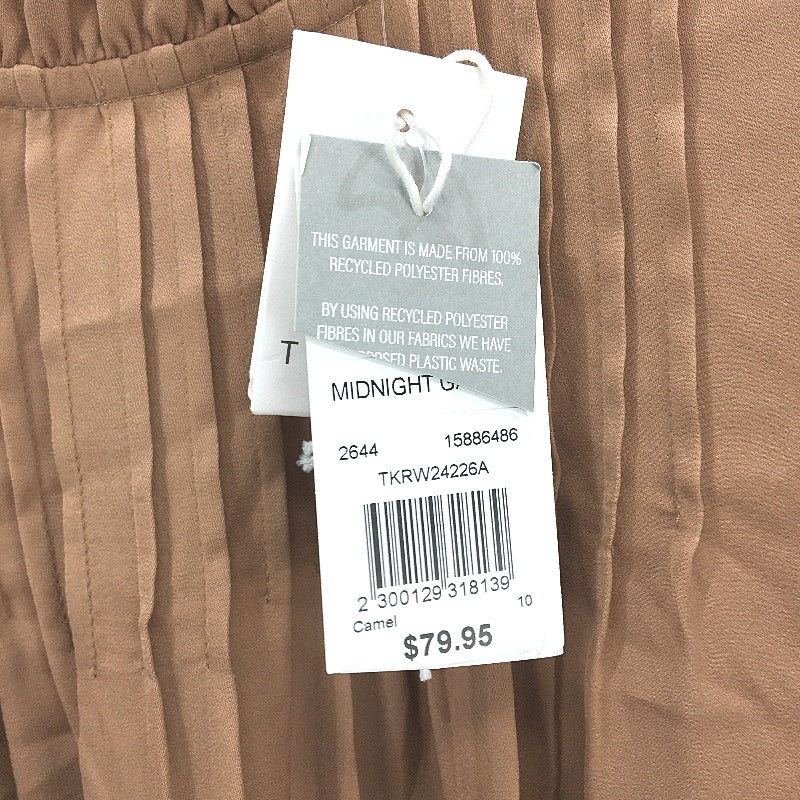 THIS GARMENT IS MADE FROM 100%
RECYCLED POLYESTER FIBRES.
BY USING RECYCLED POLYESTER
FIBRES IN OUR FABRICS WE HAVE
PLASTIC WASTE.
T
MIDNIGHT
2644 15886486
TKRW24226A
2 300129 318139
Camel 10
$79.95